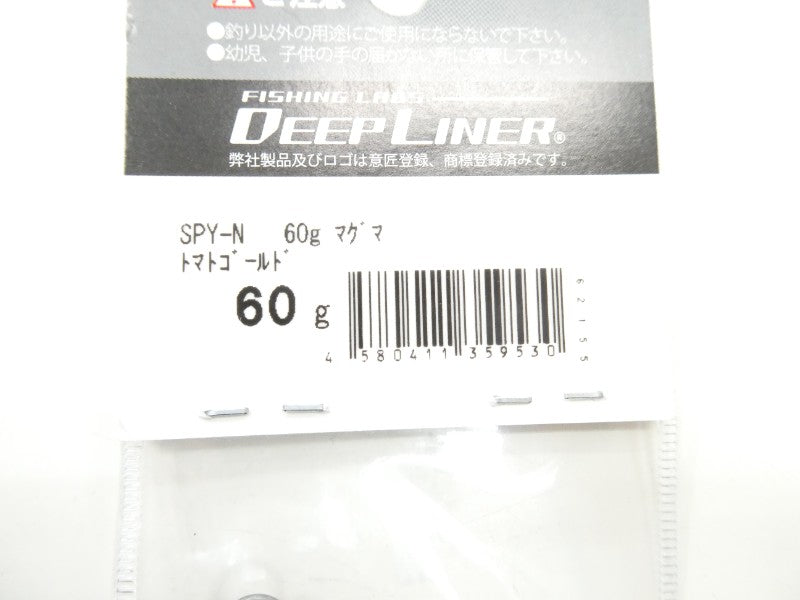 ご注意
●釣り以外の用途にご使用にならないで下さい。
●幼児、子供の手の届かない所に保管して下さい。
FISHING LABO
DEEPLINER®
弊社製品及びロゴは意匠登録、商標登録済みです。
SPY-N 60g マグマ
トマトゴールド
60 g
62155
4 580411 359530